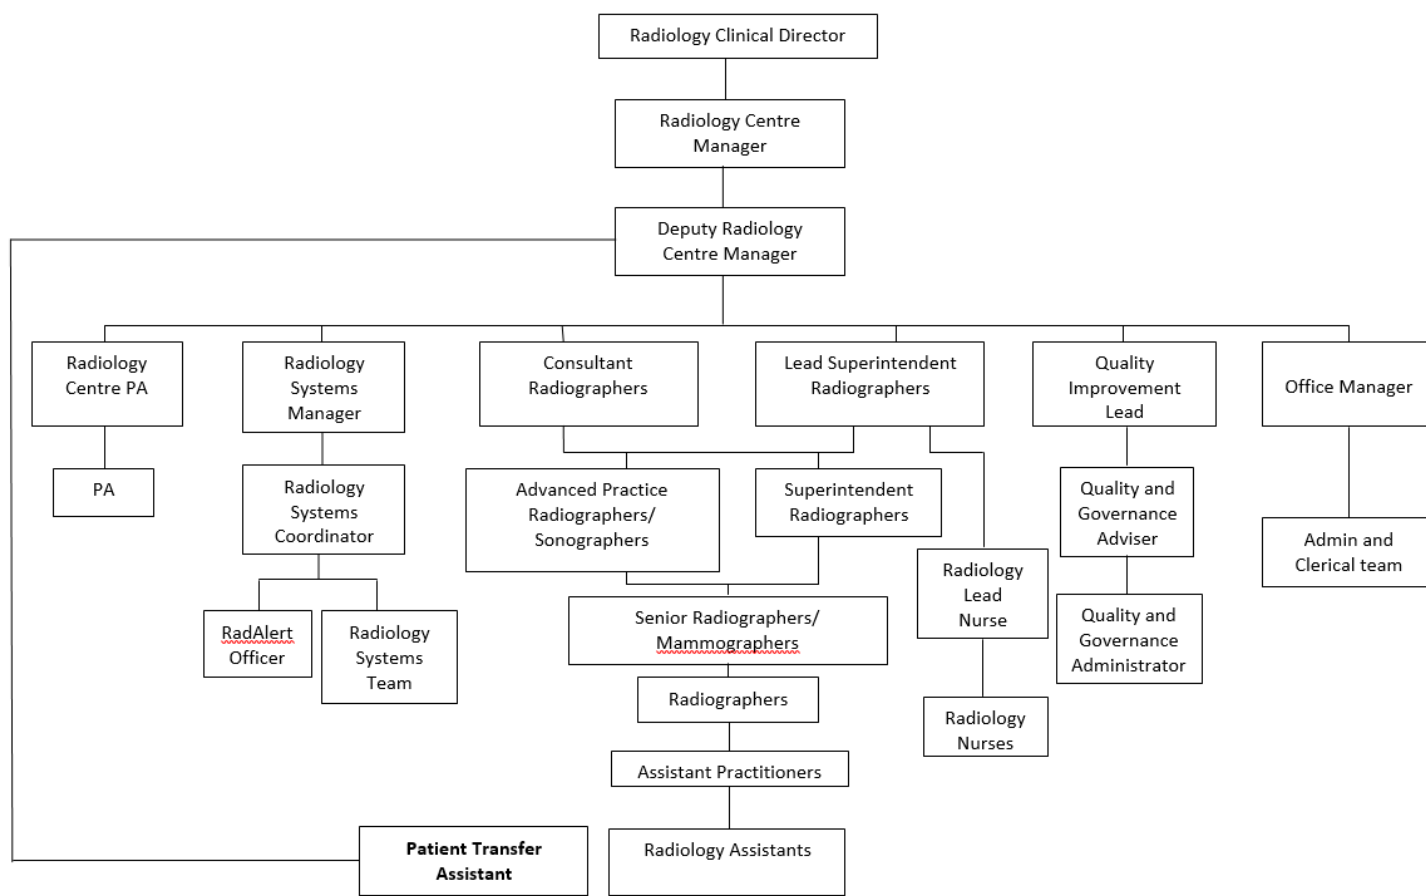 Radiology Clinical Director
Radiology Centre
Manager
Deputy Radiology
Centre Manager
Radiology
Centre PA
Radiology
Systems
Manager
Consultant
Radiographers
Lead Superintendent
Radiographers
Quality
Improvement
Lead
Office Manager
PA
Radiology
Systems
Coordinator
Advanced Practice
Radiographers/
Sonographers
Superintendent
Radiographers
Quality and
Governance
Adviser
Admin and
Clerical team
Radiology
Lead
Nurse
RadAlert
Officer
Radiology
Systems
Team
Senior Radiographers/
Mammographers
Quality and
Governance
Administrator
Radiographers
Radiology
Nurses
Assistant Practitioners
Patient Transfer
Assistant
Radiology Assistants